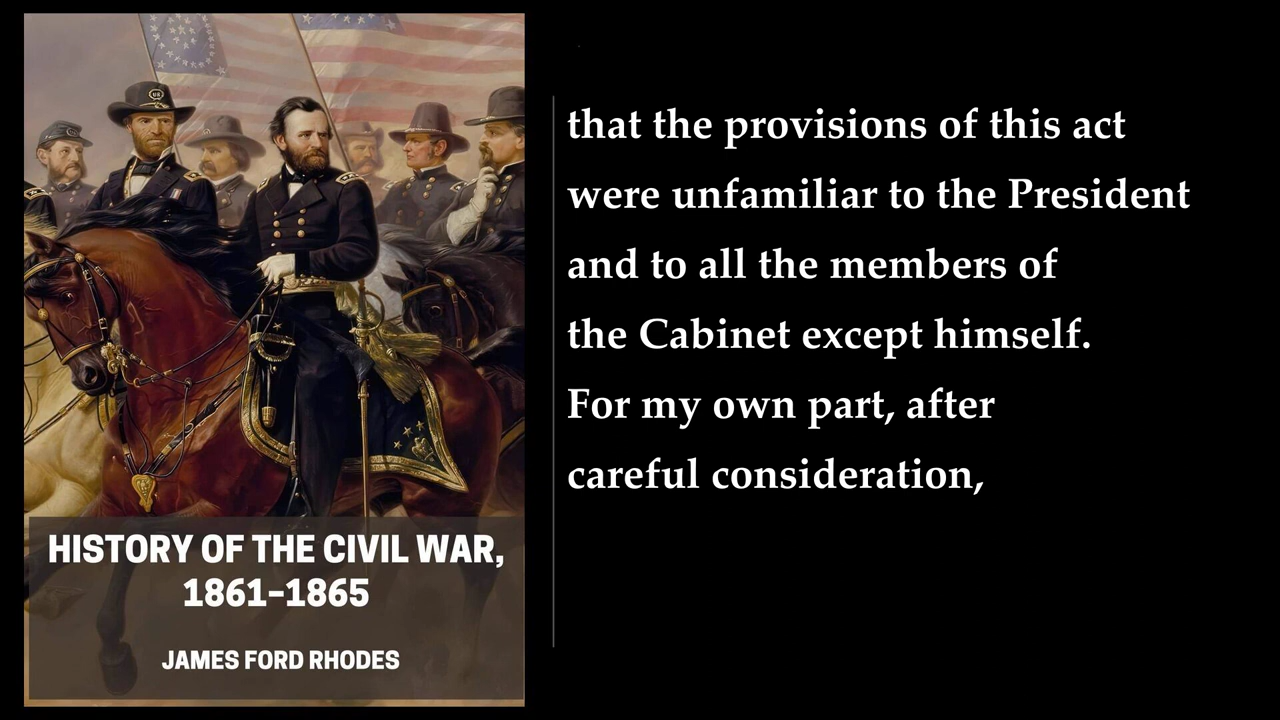 HISTORY OF THE CIVIL WAR,
1861–1865
JAMES FORD RHODES
that the provisions of this act
were unfamiliar to the President
and to all the members of
the Cabinet except himself.
For my own part, after
careful consideration,